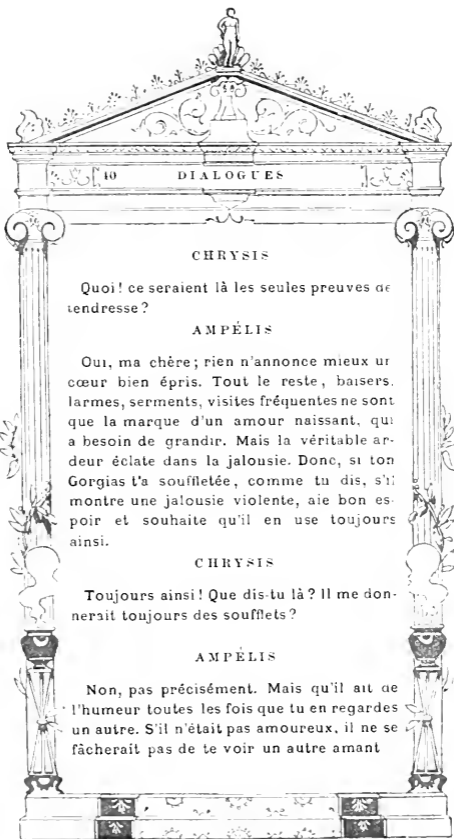 10 DIALOGUES
CHRYSIS
Quoi ! ce seraient là les seules preuves de
tendresse ?
AMPÉLIS
Oui, ma chère ; rien n'annonce mieux un
cœur bien épris. Tout le reste, baisers,
larmes, serments, visites fréquentes ne sont
que la marque d'un amour naissant, qui
a besoin de grandir. Mais la véritable ar-
deur éclate dans la jalousie. Donc, si ton
Gorgias t'a souffletée, comme tu dis, s'il
montre une jalousie violente, aie bon es-
poir et souhaite qu'il en use toujours
ainsi.
CHRYSIS
Toujours ainsi ! Que dis-tu là ? Il me don-
nerait toujours des soufflets ?
AMPÉLIS
Non, pas précisément. Mais qu'il ait de
l'humeur toutes les fois que tu en regardes
un autre. S'il n'était pas amoureux, il ne se
fâcherait pas de te voir un autre amant